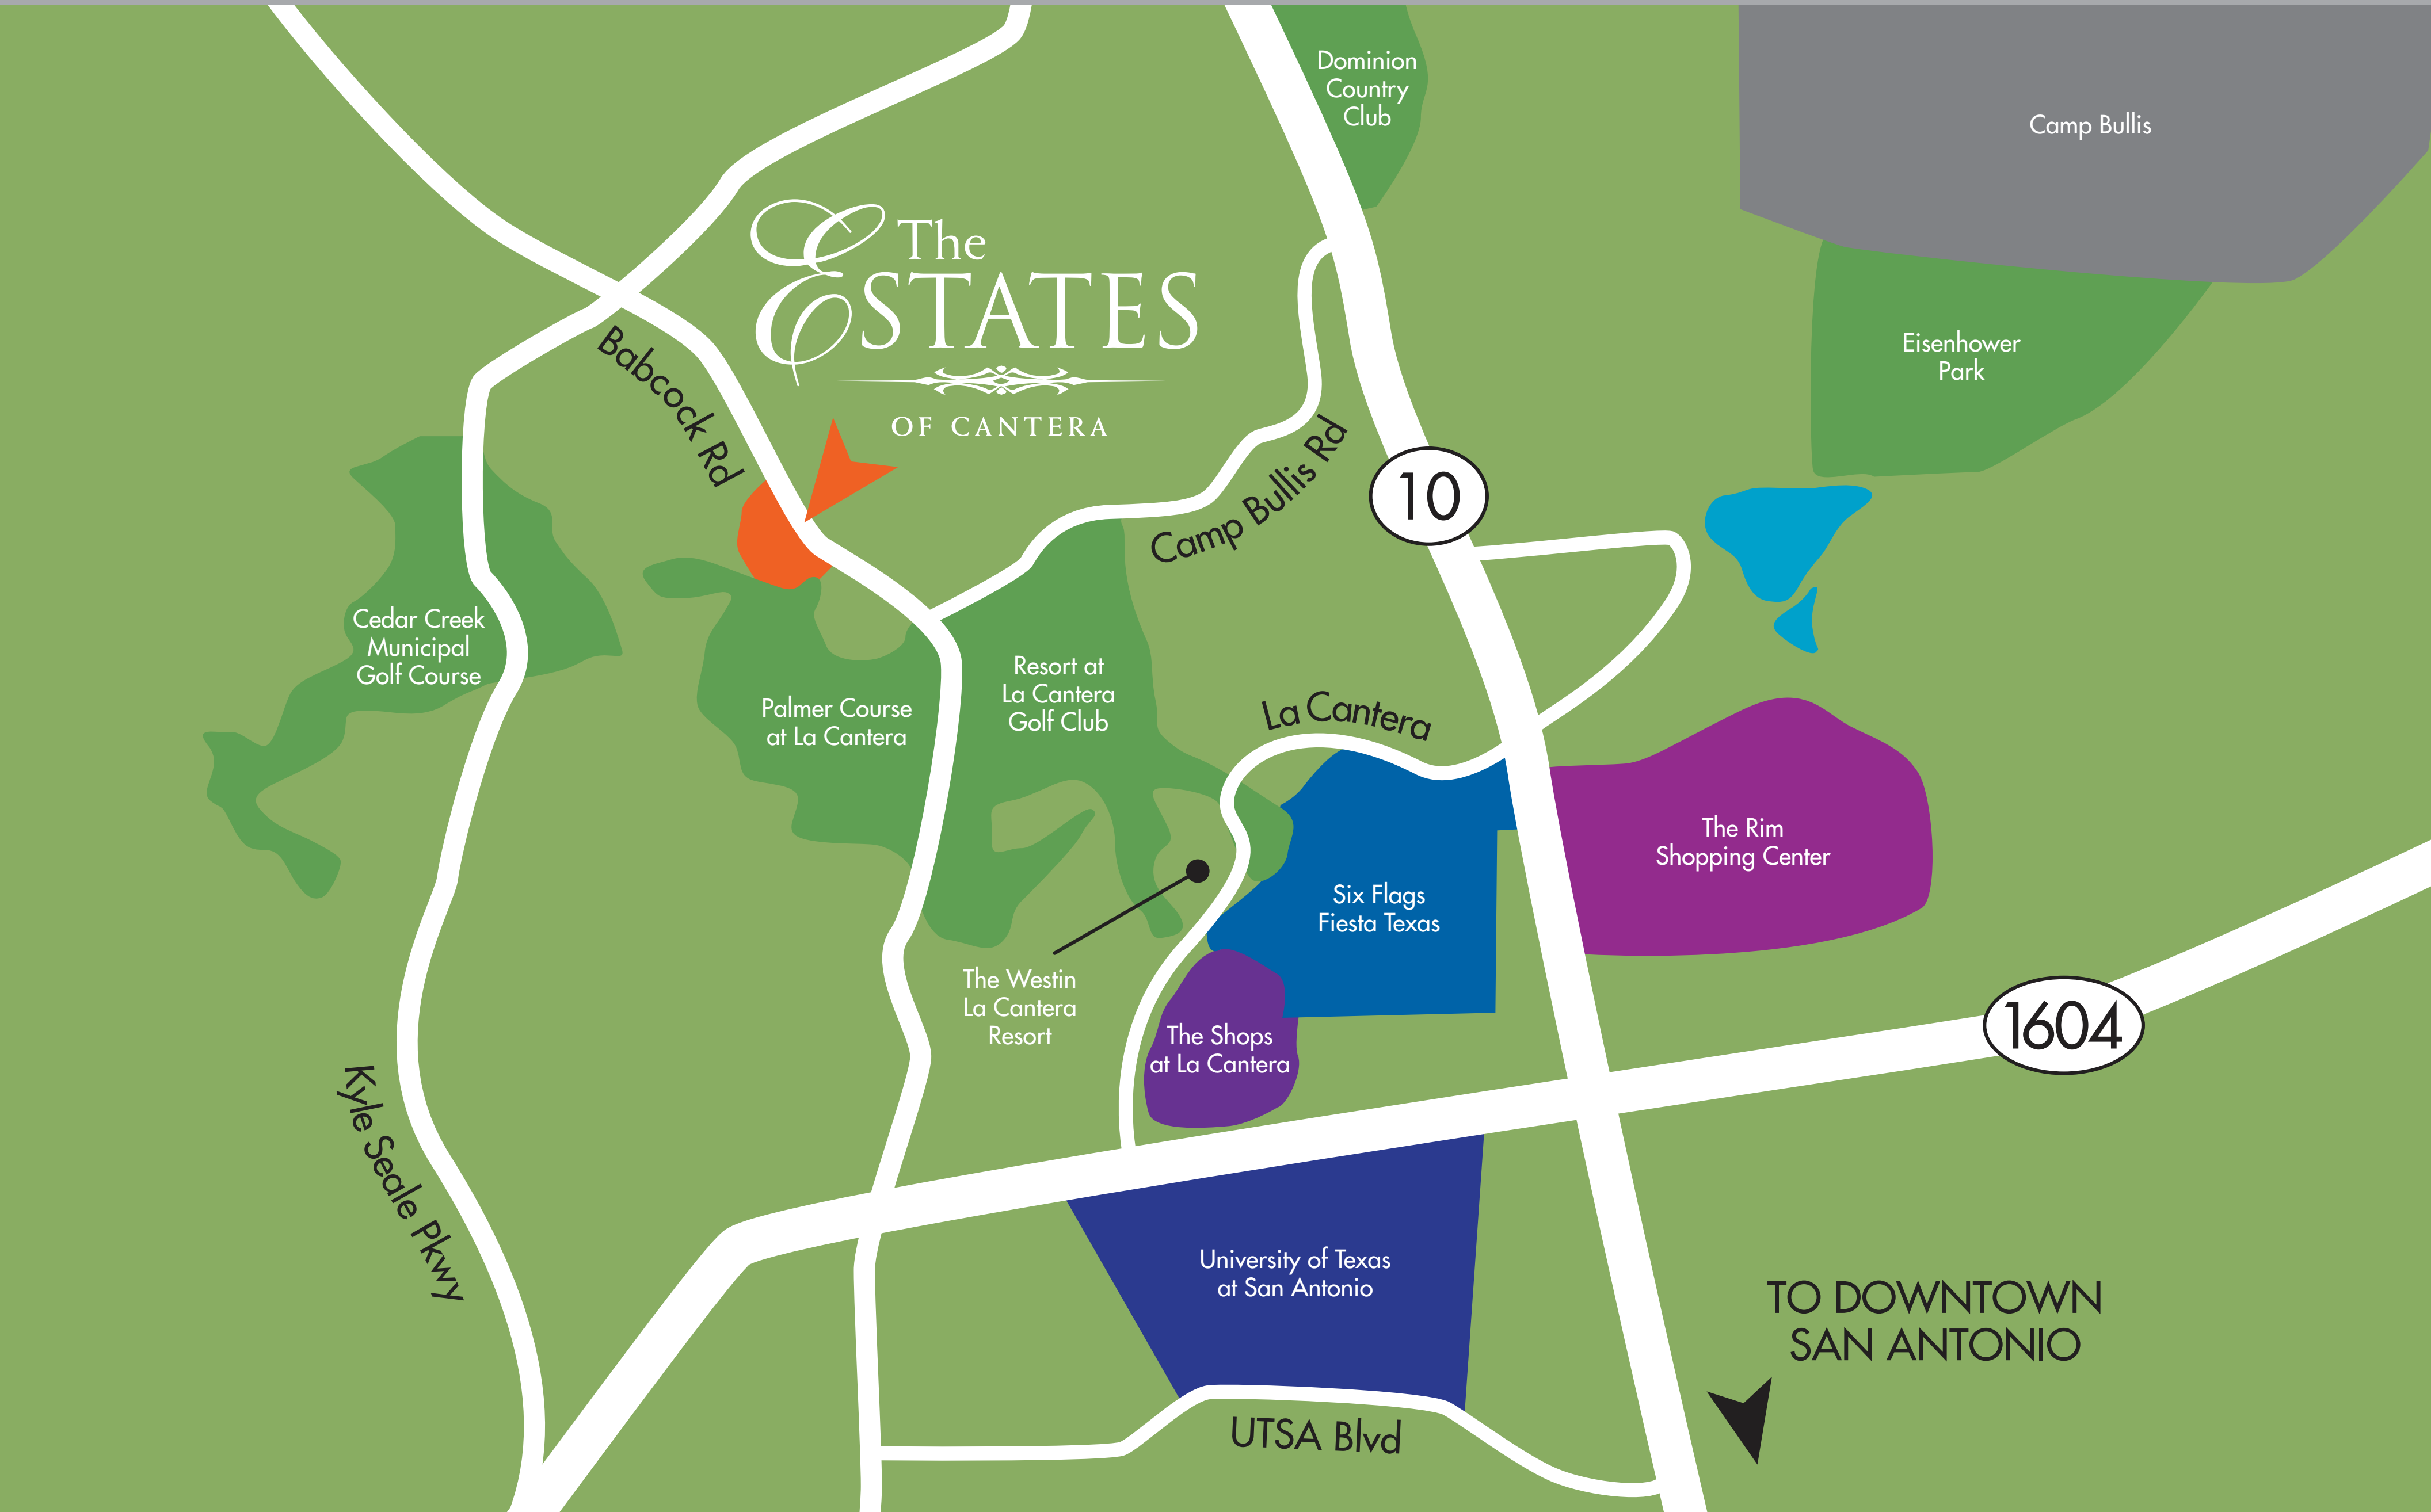 Dominion
Country
Club
Camp Bullis
The
ESTATES
OF CANTERA
Eisenhower
Park
Babcock Rd
Camp Bullis Rd
10
Cedar Creek
Municipal
Golf Course
Palmer Course
at La Cantera
Resort at
La Cantera
Golf Club
La Cantera
The Rim
Shopping Center
Six Flags
Fiesta Texas
The Westin
La Cantera
Resort
The Shops
at La Cantera
1604
Kyle Seale Pkwy
University of Texas
at San Antonio
TO DOWNTOWN
SAN ANTONIO
UTSA Blvd